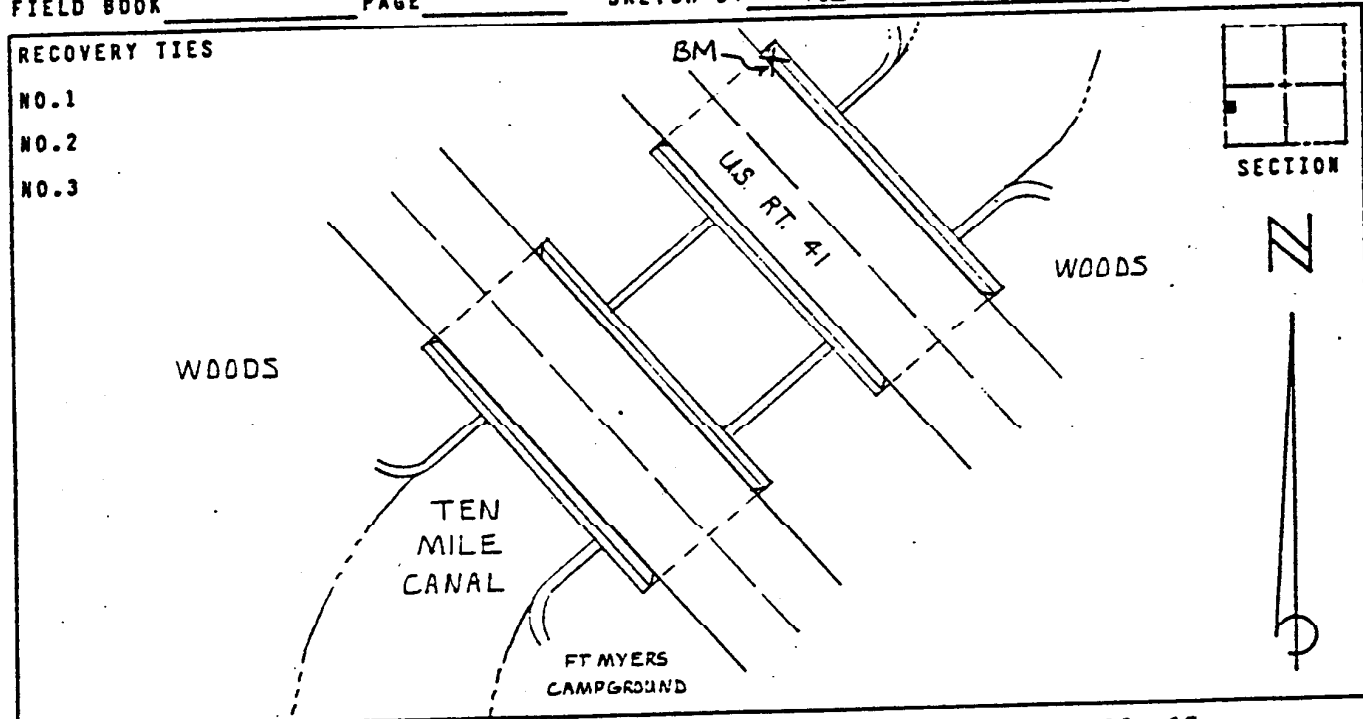 FIELD BOOK PAGE
RECOVERY TIES
NO.1
NO.2
NO.3
BM
U.S. RT. 41
SECTION
N
WOODS
WOODS
TEN
MILE
CANAL
FT MYERS
CAMPGROUND